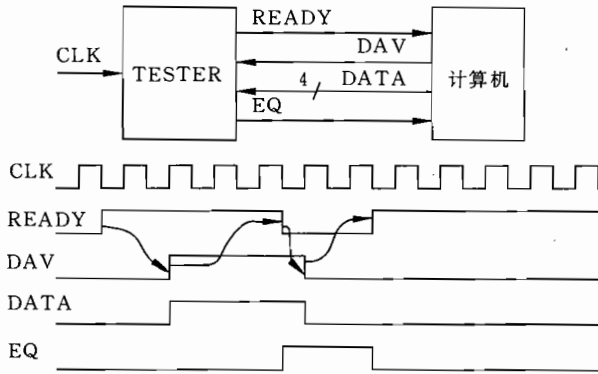 READY
DAV
CLK
TESTER
4
DATA
计算机
EQ
CLK
READY
DAV
DATA
EQ